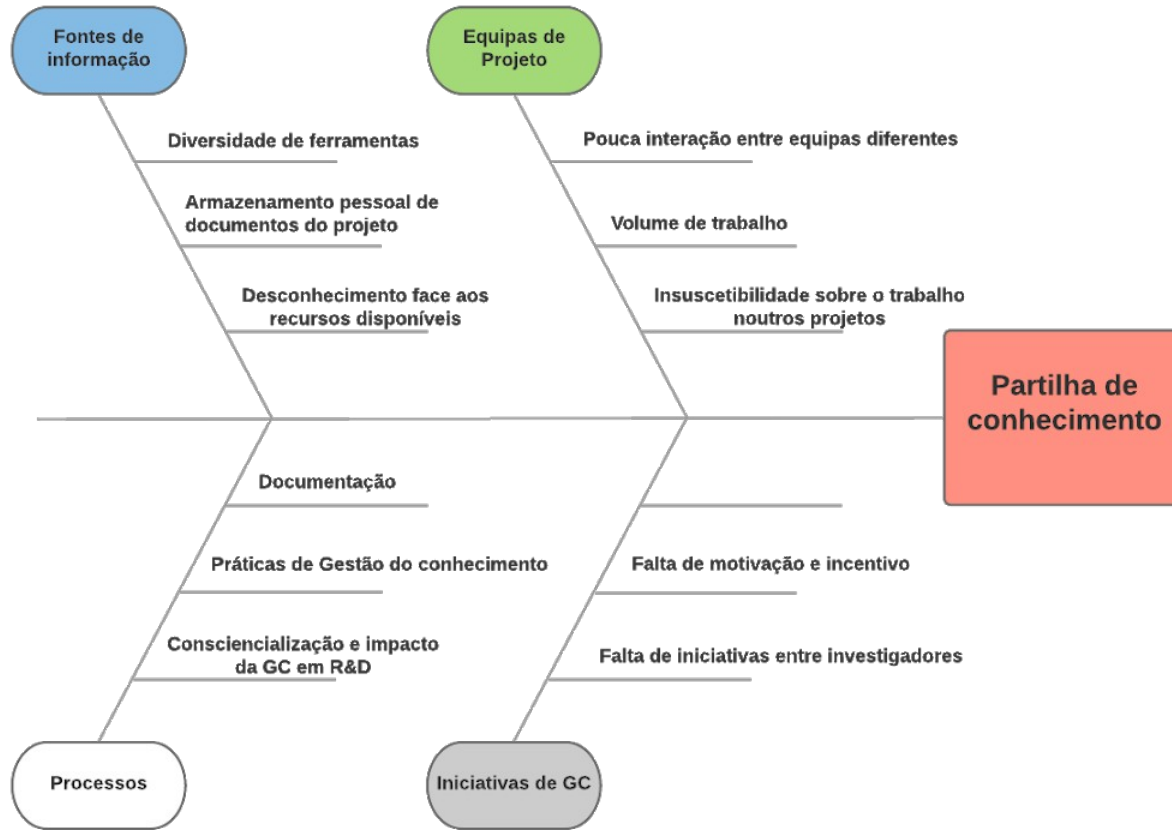 Fontes de
informação
Equipas de
Projeto
Diversidade de ferramentas
Armazenamento pessoal de
documentos do projeto
Desconhecimento face aos
recursos disponíveis
Pouca interação entre equipas diferentes
Volume de trabalho
Insuscetibilidade sobre o trabalho
noutros projetos
Partilha de
conhecimento
Documentação
Práticas de Gestão do conhecimento
Consciencialização e impacto
da GC em R&D
Falta de motivação e incentivo
Falta de iniciativas entre investigadores
Processos
Iniciativas de GC